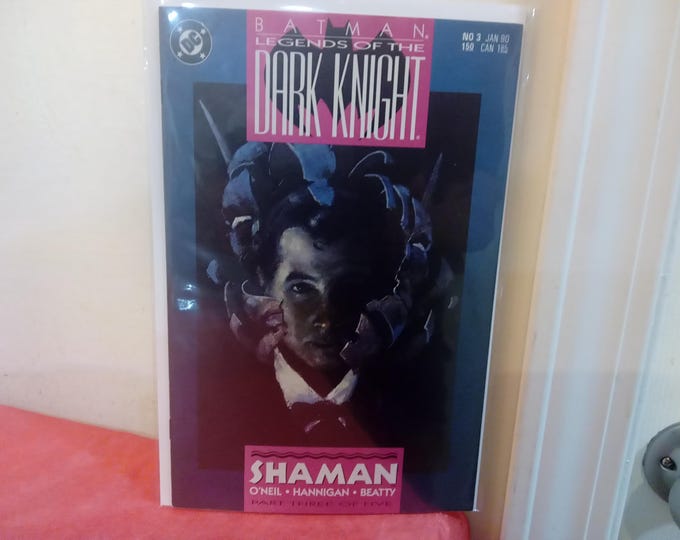 BATMAN®
LEGENDS OF THE
DARK KNIGHT®
DC
NO 3 JAN 90
150 CAN 185
SHAMAN
O'NEIL • HANNIGAN • BEATTY
PART THREE OF FIVE